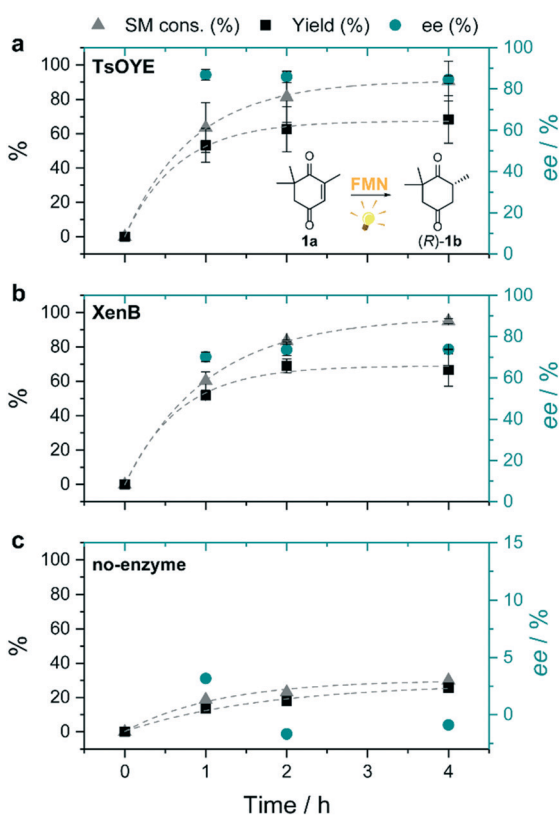 SM cons. (%) Yield (%) ee (%)
a
TsOYE
100
80
60
40
20
0
%
100
80
60
40
20
0
ee / %
O
O
1a
FMN
O
O
(R)-1b
b
XenB
100
80
60
40
20
0
%
100
80
60
40
20
0
ee / %
c
no-enzyme
100
80
60
40
20
0
%
15
10
5
0
ee / %
0 1 2 3 4
Time / h